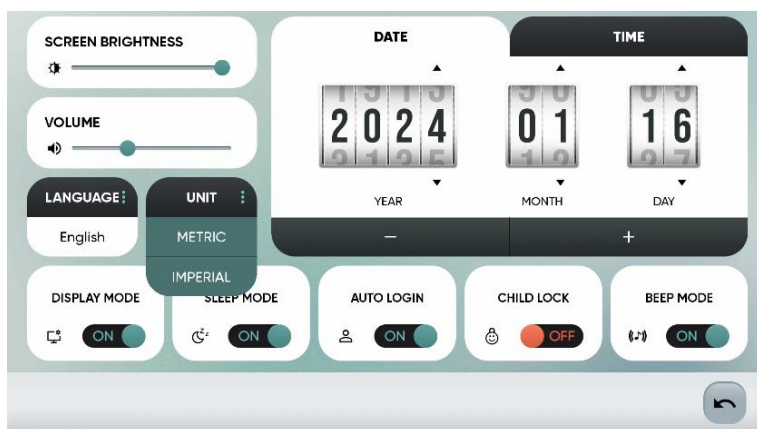 SCREEN BRIGHTNESS
VOLUME
LANGUAGE
English
UNIT
METRIC
IMPERIAL
DATE
TIME
2024
01
16
YEAR
MONTH
DAY
−
+
DISPLAY MODE
ON
SLEEP MODE
ON
AUTO LOGIN
ON
CHILD LOCK
OFF
BEEP MODE
ON